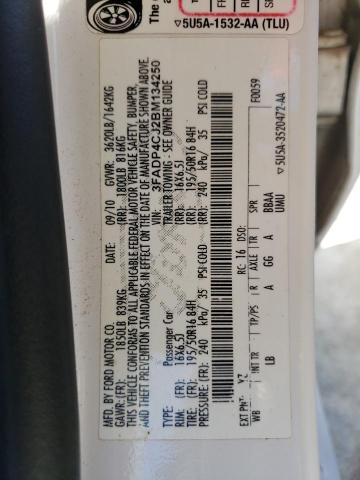 The
a
5U5A-1532-AA (TLU)
MFD. BY FORD MOTOR CO.
DATE: 09/10 GVWR: 3620LB/1642KG
GAWR: (FR): 1850LB 839KG (RR): 1800LB 816KG
THIS VEHICLE CONFORMS TO ALL APPLICABLE FEDERAL MOTOR VEHICLE SAFETY, BUMPER,
AND THEFT PREVENTION STANDARDS IN EFFECT ON THE DATE OF MANUFACTURE SHOWN ABOVE.
VIN: 3FADP4CJ2BM134250
TYPE: Passenger Car TRAILER TOWING - SEE OWNER GUIDE
RIM: (FR): 16X6.5J (RR): 16X6.5J
TIRE: (FR): 195/50R16 84H (RR): 195/50R16 84H
PRESSURE: (FR): 240 kPa/ 35 PSI COLD (RR): 240 kPa/ 35 PSI COLD
EXT PNT: YZ RC: 16 DSO: F0059
WB INT TR TP/PS R AXLE TR SPR
LB A GG A BBAA
UMU
5U5A-3520472-AA